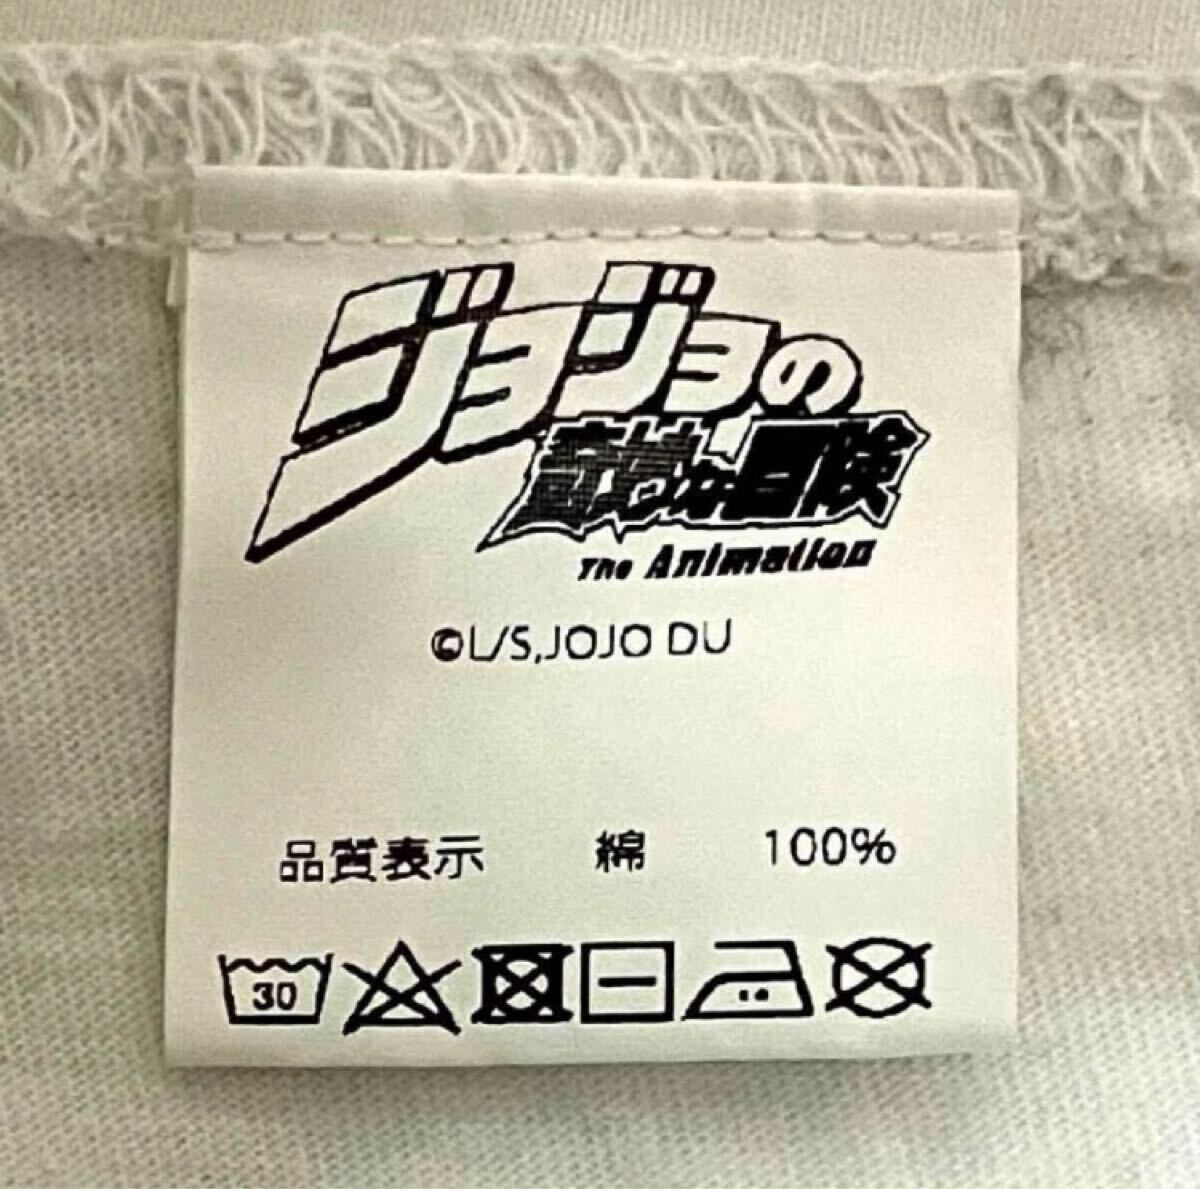 ジョジョの
奇妙な冒険
The Animation
©L/S,JOJO DU
品質表示 綿 100%
30